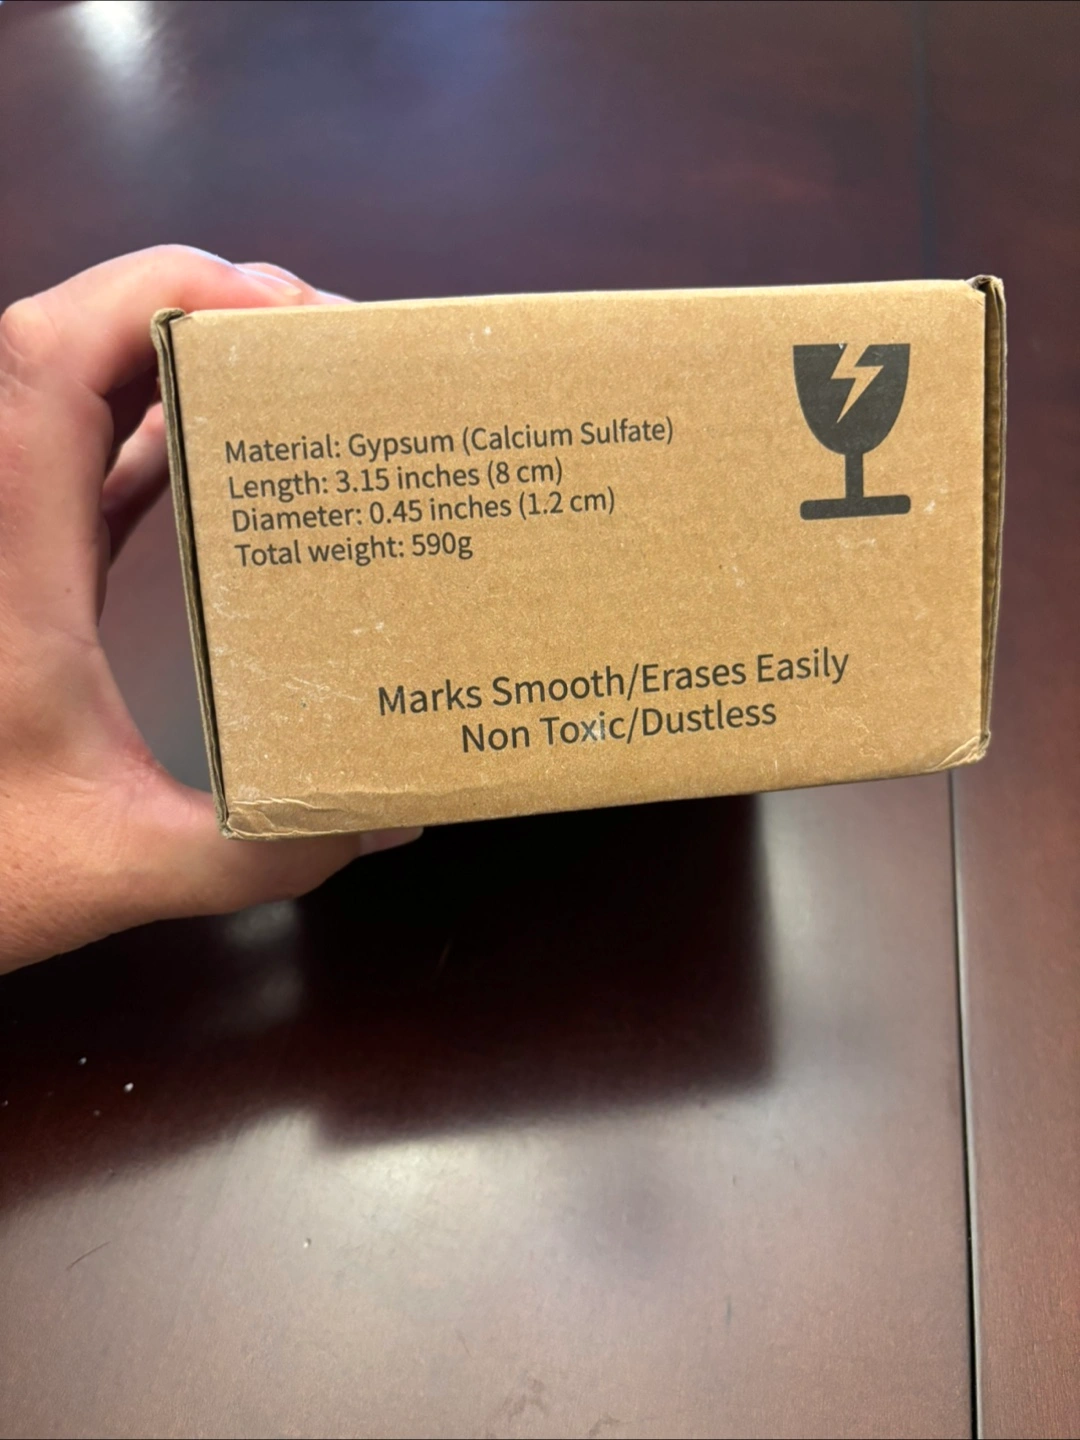 Material: Gypsum (Calcium Sulfate)
Length: 3.15 inches (8 cm)
Diameter: 0.45 inches (1.2 cm)
Total weight: 590g
Marks Smooth/Erases Easily
Non Toxic/Dustless